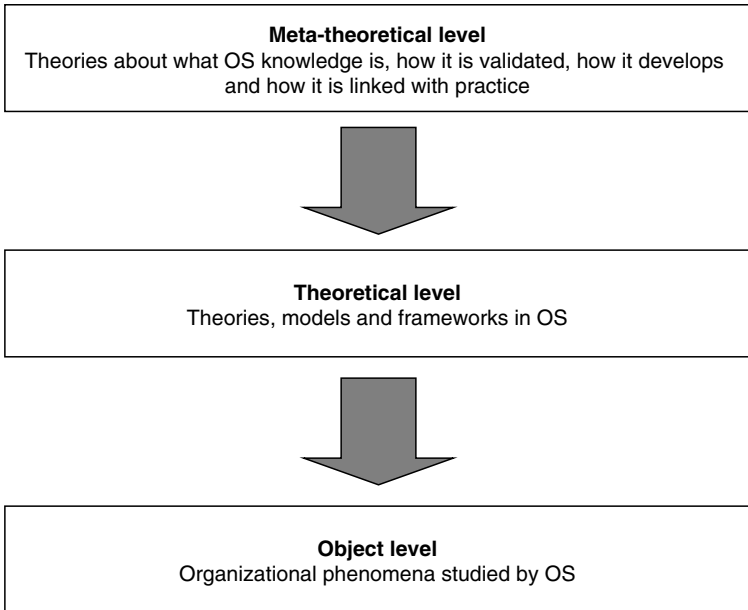 Meta-theoretical level
Theories about what OS knowledge is, how it is validated, how it develops
and how it is linked with practice
Theoretical level
Theories, models and frameworks in OS
Object level
Organizational phenomena studied by OS